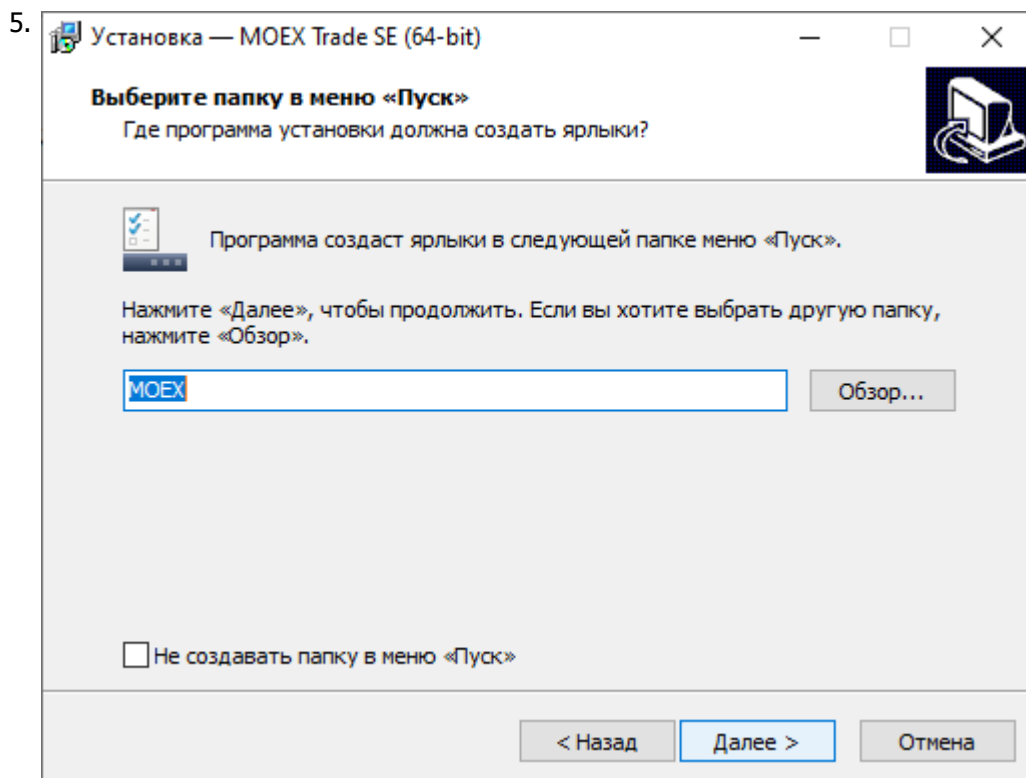 5.
Установка — MOEX Trade SE (64-bit)
Выберите папку в меню «Пуск»
Где программа установки должна создать ярлыки?
Программа создаст ярлыки в следующей папке меню «Пуск».
Нажмите «Далее», чтобы продолжить. Если вы хотите выбрать другую папку,
нажмите «Обзор».
MOEX
Обзор...
Не создавать папку в меню «Пуск»
< Назад
Далее >
Отмена